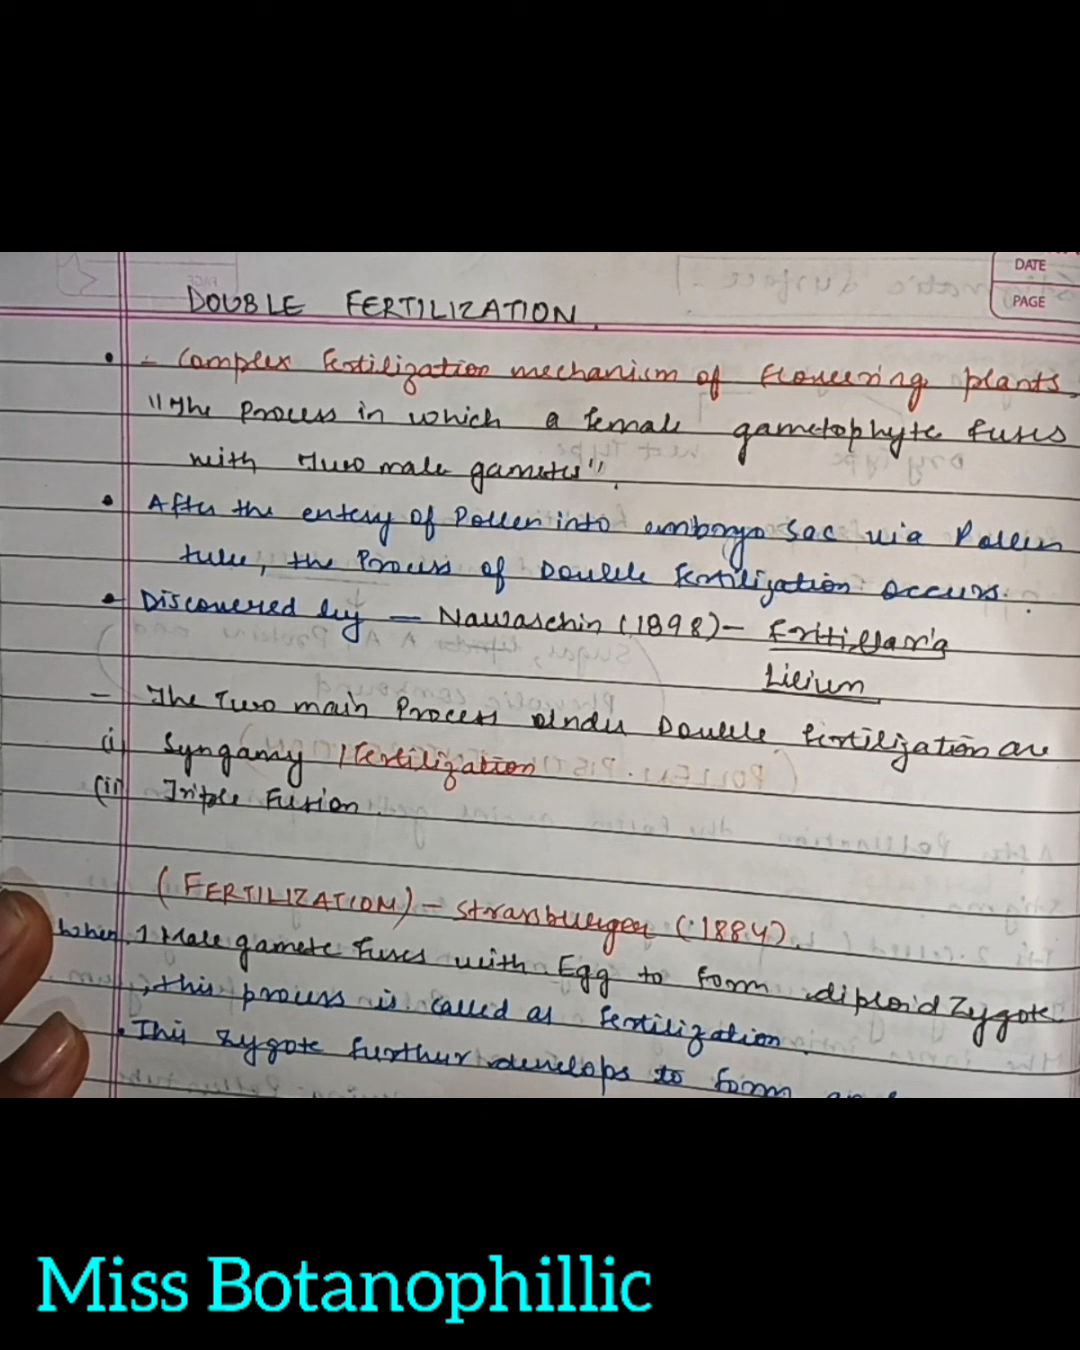 DATE
PAGE
DOUBLE FERTILIZATION.
• - Complex fertilization mechanism of flowering plants.
"The process in which a female gametophyte fuses
with two male gametes".
• After the entery of Pollen into embryo sac via Pollen
tube, the Process of Double fertilization occurs.
• Discovered by — Nawaschin (1898) - Fritillaria
Lilium
- The Two main Process under Double fertilization are
(i) Syngamy / Fertilization
(ii) Triple Fusion.
(FERTILIZATION) - Strasburger (1884)
When 1 Male gamete fuses with Egg to form diploid Zygote
, this process is called as fertilization.
• This zygote further develops to form
Miss Botanophillic